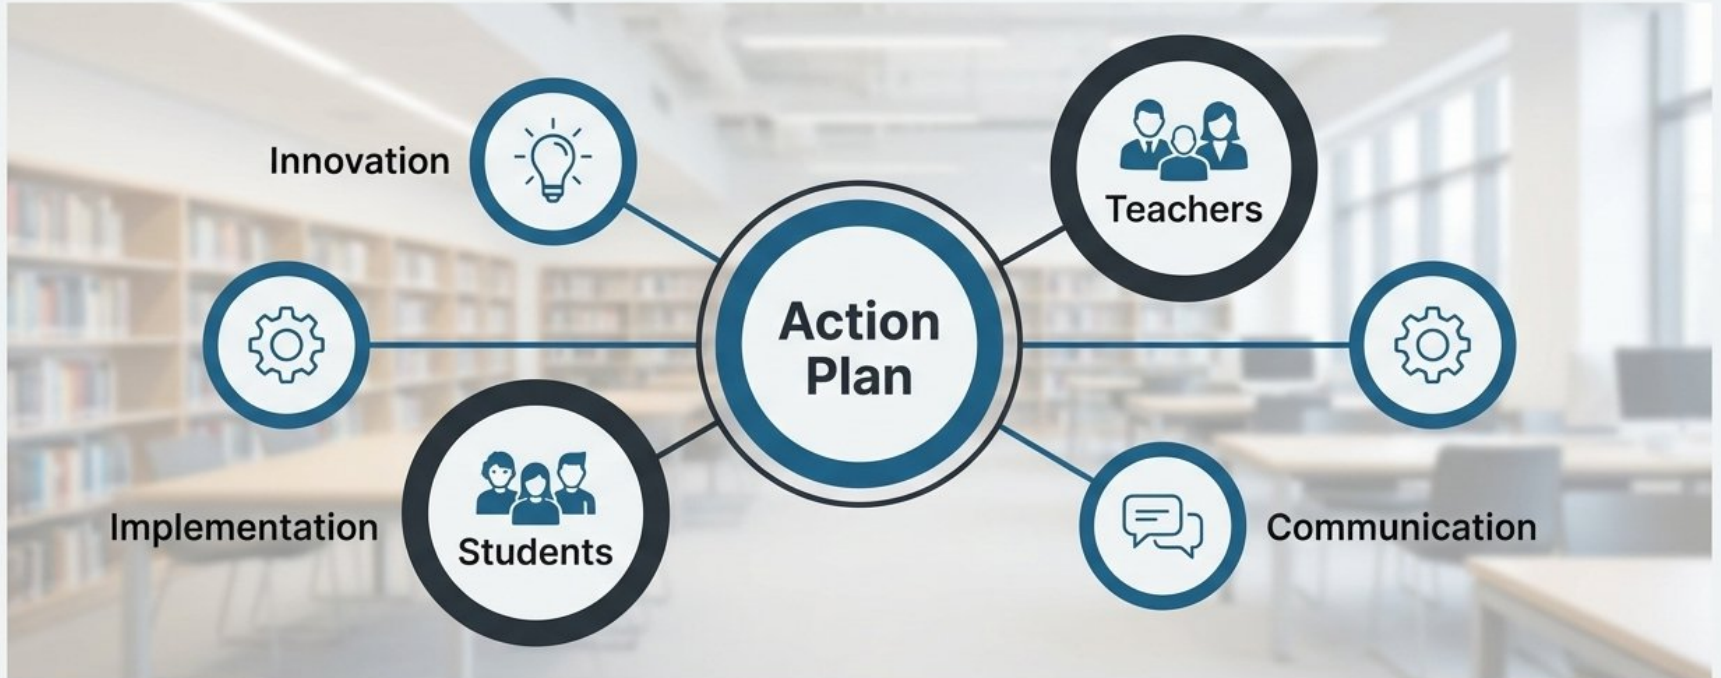 Innovation
Teachers
Action
Plan
Implementation
Students
Communication